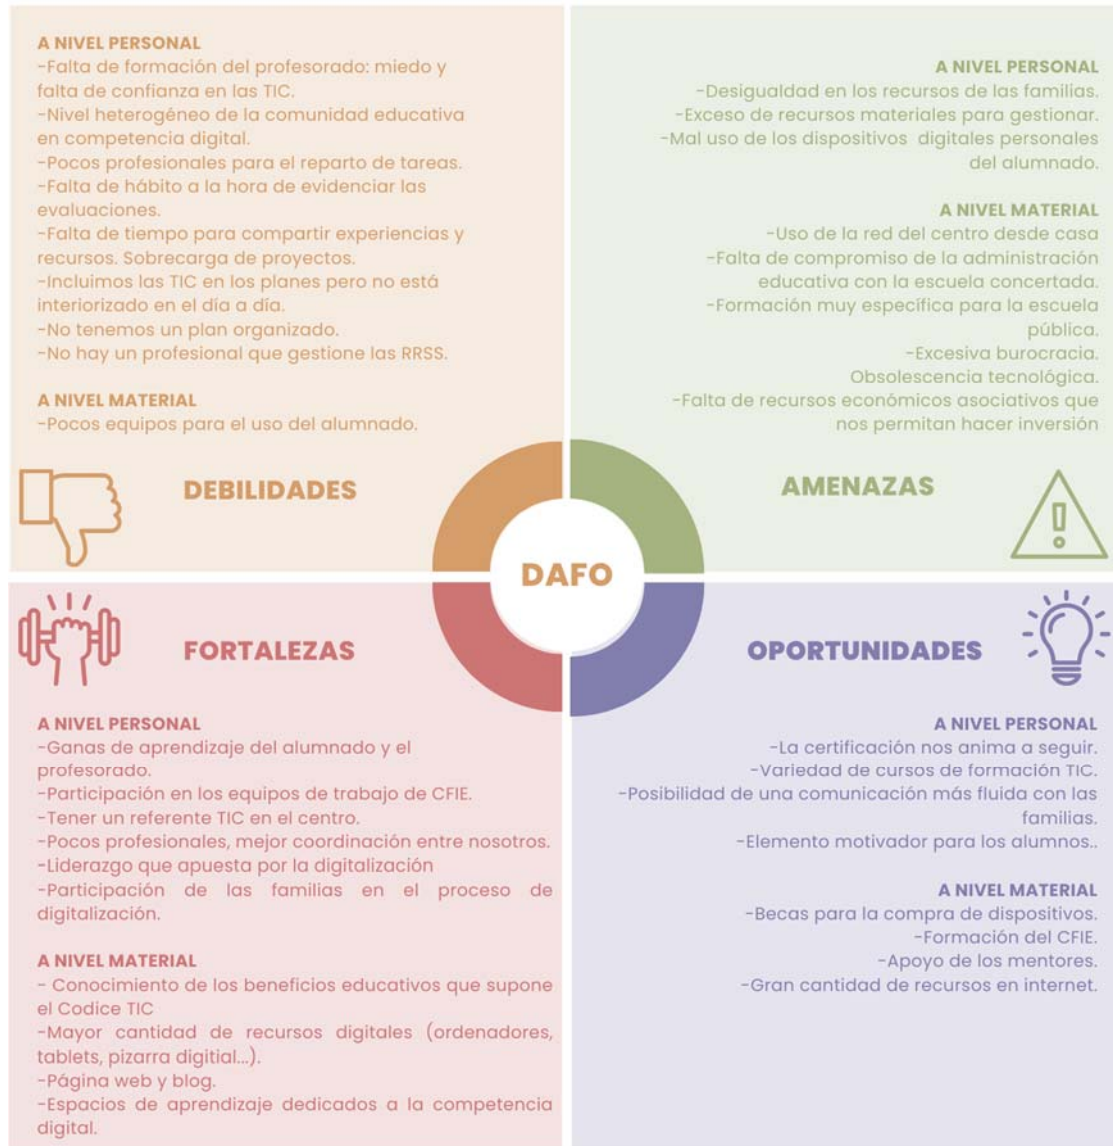 A NIVEL PERSONAL
-Falta de formación del profesorado: miedo y
falta de confianza en las TIC.
-Nivel heterogéneo de la comunidad educativa
en competencia digital.
-Pocos profesionales para el reparto de tareas.
-Falta de hábito a la hora de evidenciar las
evaluaciones.
-Falta de tiempo para compartir experiencias y
recursos. Sobrecarga de proyectos.
-Incluimos las TIC en los planes pero no está
interiorizado en el día a día.
-No tenemos un plan organizado.
-No hay un profesional que gestione las RRSS.
A NIVEL MATERIAL
-Pocos equipos para el uso del alumnado.
DEBILIDADES
A NIVEL PERSONAL
-Desigualdad en los recursos de las familias.
-Exceso de recursos materiales para gestionar.
-Mal uso de los dispositivos digitales personales
del alumnado.
A NIVEL MATERIAL
-Uso de la red del centro desde casa
-Falta de compromiso de la administración
educativa con la escuela concertada.
-Formación muy específica para la escuela
pública.
-Excesiva burocracia.
Obsolescencia tecnológica.
-Falta de recursos económicos asociativos que
nos permitan hacer inversión
AMENAZAS
DAFO
FORTALEZAS
A NIVEL PERSONAL
-Ganas de aprendizaje del alumnado y el
profesorado.
-Participación en los equipos de trabajo de CFIE.
-Tener un referente TIC en el centro.
-Pocos profesionales, mejor coordinación entre nosotros.
-Liderazgo que apuesta por la digitalización
-Participación de las familias en el proceso de
digitalización.
A NIVEL MATERIAL
- Conocimiento de los beneficios educativos que supone
el Codice TIC
-Mayor cantidad de recursos digitales (ordenadores,
tablets, pizarra digitial...).
-Página web y blog.
-Espacios de aprendizaje dedicados a la competencia
digital.
OPORTUNIDADES
A NIVEL PERSONAL
-La certificación nos anima a seguir.
-Variedad de cursos de formación TIC.
-Posibilidad de una comunicación más fluida con las
familias.
-Elemento motivador para los alumnos..
A NIVEL MATERIAL
-Becas para la compra de dispositivos.
-Formación del CFIE.
-Apoyo de los mentores.
-Gran cantidad de recursos en internet.